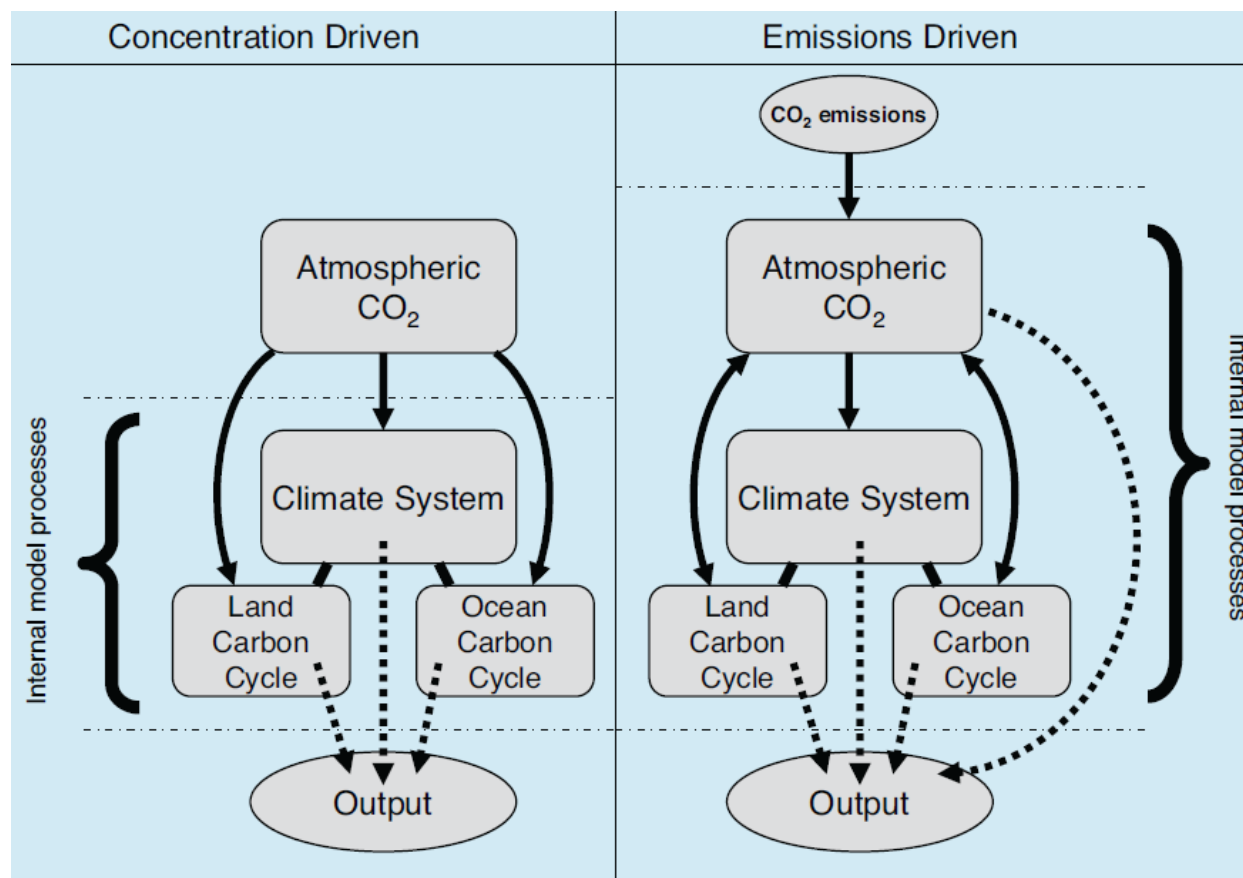 Concentration Driven
Emissions Driven
Internal model processes
Atmospheric
CO₂
Climate System
Land
Carbon
Cycle
Ocean
Carbon
Cycle
Output
CO₂ emissions
Atmospheric
CO₂
Climate System
Land
Carbon
Cycle
Ocean
Carbon
Cycle
Output
Internal model processes